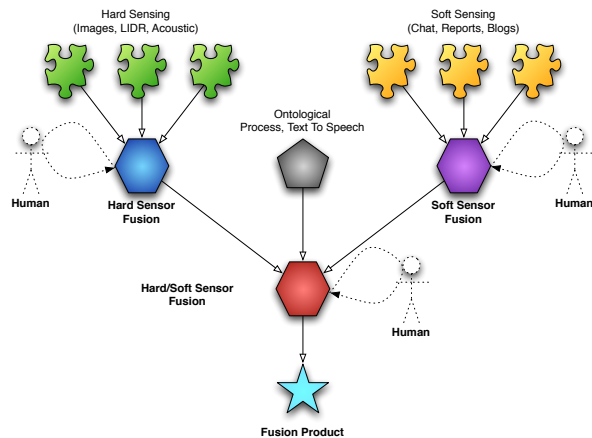 Hard Sensing
(Images, LIDR, Acoustic)
Soft Sensing
(Chat, Reports, Blogs)
Ontological
Process, Text To Speech
Human
Hard Sensor
Fusion
Soft Sensor
Fusion
Human
Hard/Soft Sensor
Fusion
Human
Fusion Product